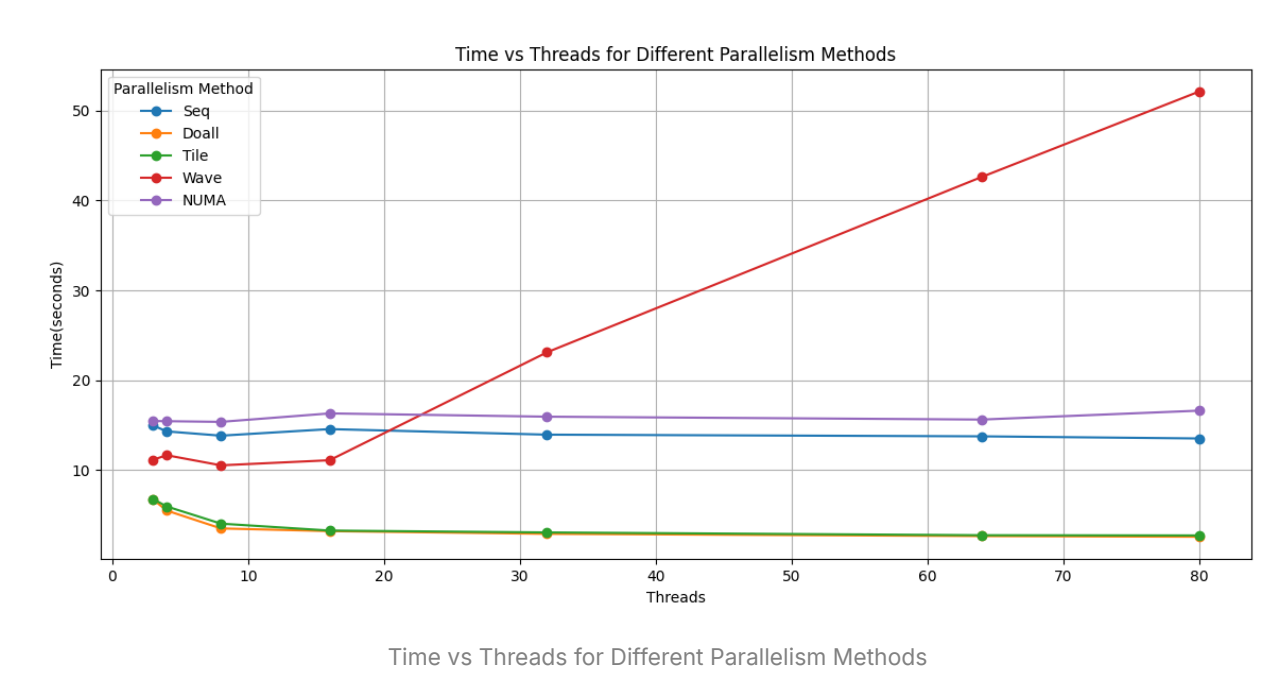 Time vs Threads for Different Parallelism Methods
Parallelism Method
Seq
Doall
Tile
Wave
NUMA
Time(seconds)
50
40
30
20
10
0 10 20 30 40 50 60 70 80
Threads
Time vs Threads for Different Parallelism Methods